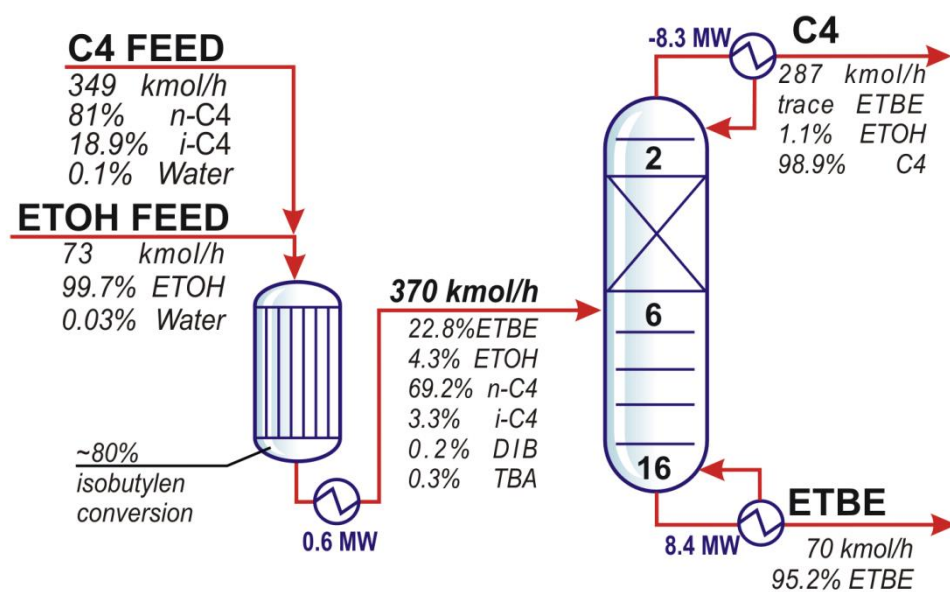 C4 FEED
349 kmol/h
81% n-C4
18.9% i-C4
0.1% Water
ETOH FEED
73 kmol/h
99.7% ETOH
0.03% Water
~80%
isobutylen
conversion
0.6 MW
370 kmol/h
22.8%ETBE
4.3% ETOH
69.2% n-C4
3.3% i-C4
0.2% DIB
0.3% TBA
-8.3 MW
C4
287 kmol/h
trace ETBE
1.1% ETOH
98.9% C4
2
6
16
8.4 MW
ETBE
70 kmol/h
95.2% ETBE